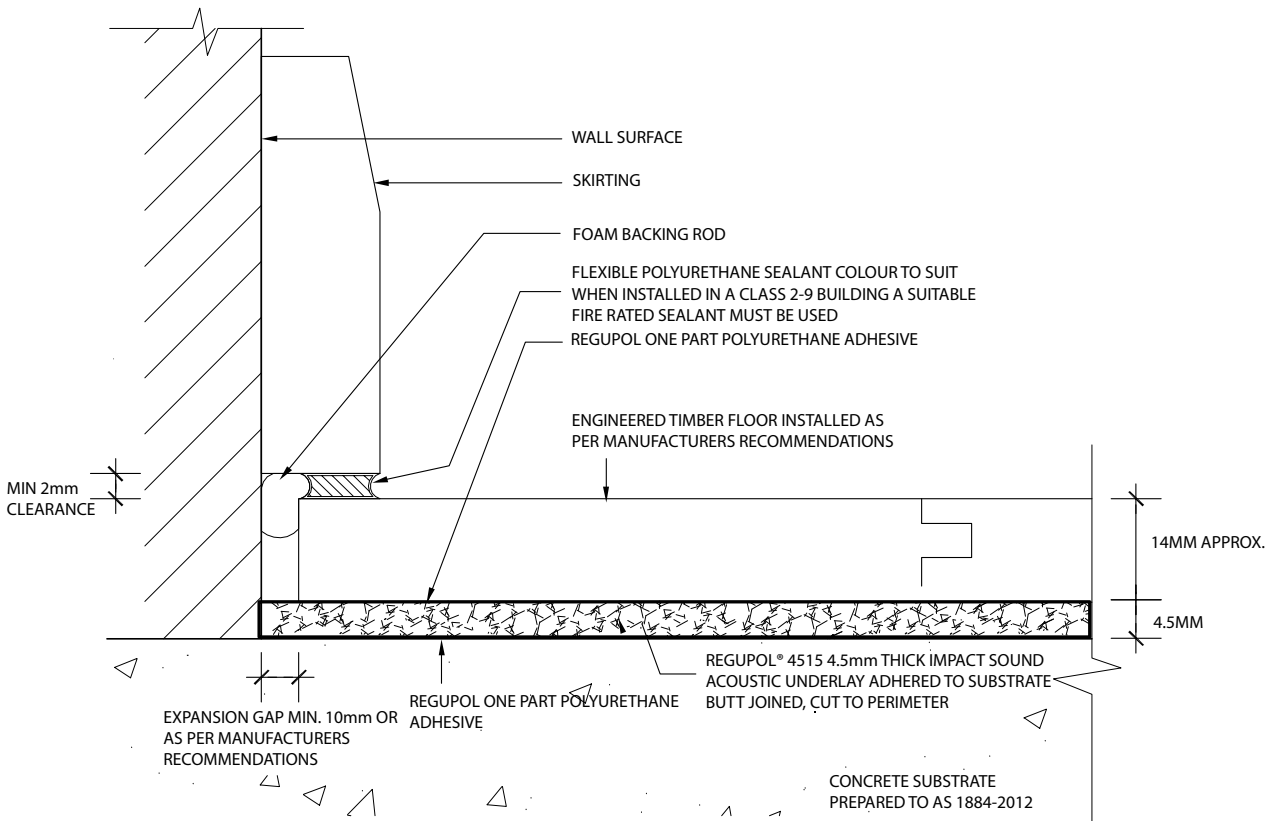 WALL SURFACE
SKIRTING
FOAM BACKING ROD
FLEXIBLE POLYURETHANE SEALANT COLOUR TO SUIT
WHEN INSTALLED IN A CLASS 2-9 BUILDING A SUITABLE
FIRE RATED SEALANT MUST BE USED
REGUPOL ONE PART POLYURETHANE ADHESIVE
ENGINEERED TIMBER FLOOR INSTALLED AS
PER MANUFACTURERS RECOMMENDATIONS
MIN 2mm
CLEARANCE
14MM APPROX.
4.5MM
REGUPOL® 4515 4.5mm THICK IMPACT SOUND
ACOUSTIC UNDERLAY ADHERED TO SUBSTRATE
BUTT JOINED, CUT TO PERIMETER
REGUPOL ONE PART POLYURETHANE
ADHESIVE
EXPANSION GAP MIN. 10mm OR
AS PER MANUFACTURERS
RECOMMENDATIONS
CONCRETE SUBSTRATE
PREPARED TO AS 1884-2012